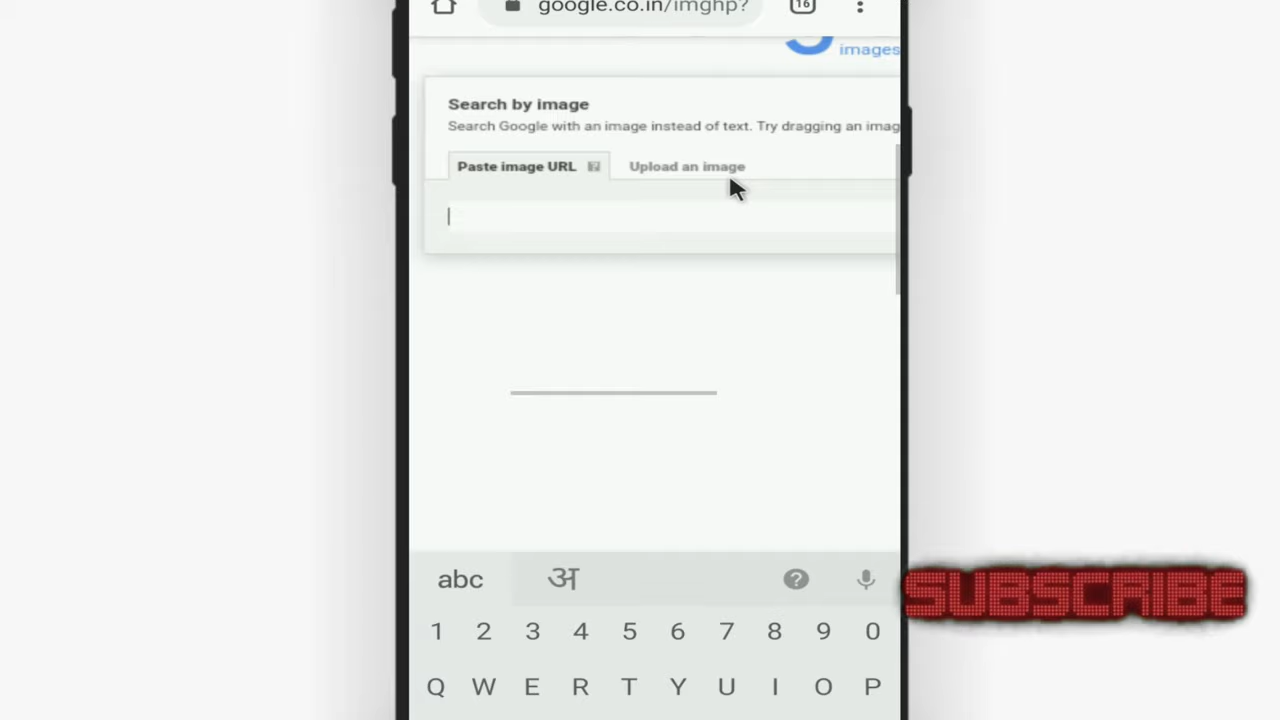 google.co.in/imghp?
16
images
Search by image
Search Google with an image instead of text. Try dragging an imag
Paste image URL
Upload an image
abc
अ
?
SUBSCRIBE
1 2 3 4 5 6 7 8 9 0
Q W E R T Y U I O P